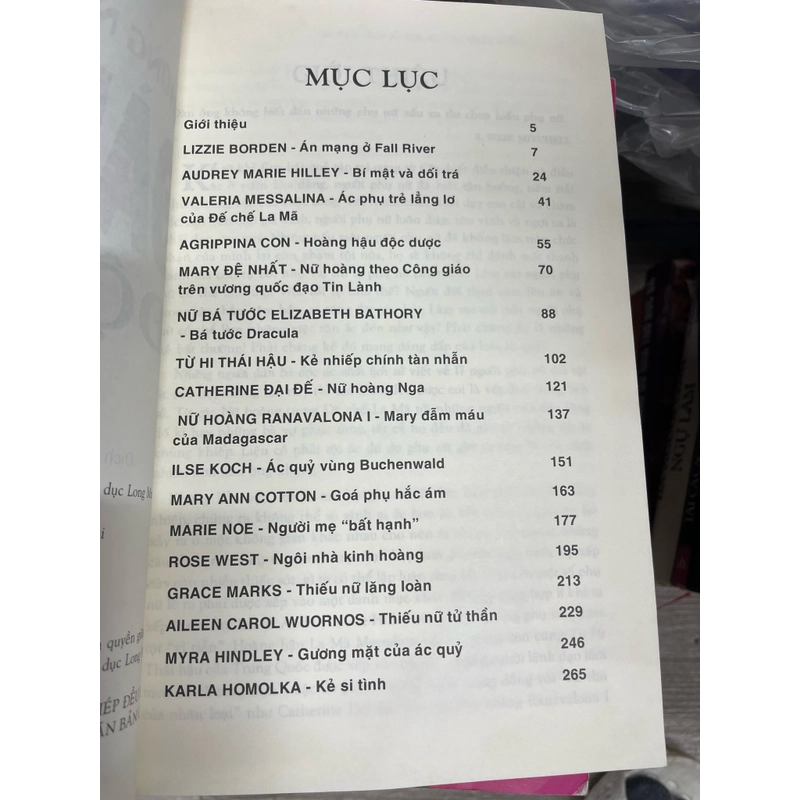 MỤC LỤC
Giới thiệu 5
LIZZIE BORDEN - Án mạng ở Fall River 7
AUDREY MARIE HILLEY - Bí mật và dối trá 24
VALERIA MESSALINA - Ác phụ trẻ lẳng lơ 41
của Đế chế La Mã
AGRIPPINA CON - Hoàng hậu độc dược 55
MARY ĐỆ NHẤT - Nữ hoàng theo Công giáo 70
trên vương quốc đạo Tin Lành
NỮ BÁ TƯỚC ELIZABETH BATHORY 88
- Bá tước Dracula
TỪ HI THÁI HẬU - Kẻ nhiếp chính tàn nhẫn 102
CATHERINE ĐẠI ĐẾ - Nữ hoàng Nga 121
NỮ HOÀNG RANAVALONA I - Mary đẫm máu 137
của Madagascar
ILSE KOCH - Ác quỷ vùng Buchenwald 151
MARY ANN COTTON - Goá phụ hắc ám 163
MARIE NOE - Người mẹ “bất hạnh” 177
ROSE WEST - Ngôi nhà kinh hoàng 195
GRACE MARKS - Thiếu nữ lăng loàn 213
AILEEN CAROL WUORNOS - Thiếu nữ tử thần 229
MYRA HINDLEY - Gương mặt của ác quỷ 246
KARLA HOMOLKA - Kẻ si tình 265
dục Long
quyền
dục Long
NGỤ LÂM